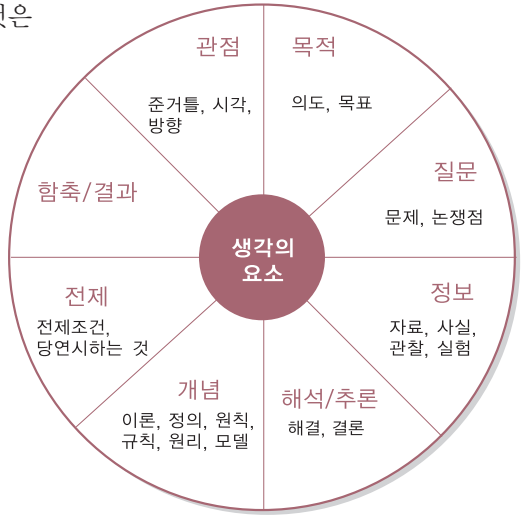 관점
준거틀, 시각,
방향
목적
의도, 목표
질문
문제, 논쟁점
정보
자료, 사실,
관찰, 실험
해석/추론
해결, 결론
개념
이론, 정의, 원칙,
규칙, 원리, 모델
전제
전제조건,
당연시하는 것
함축/결과
생각의
요소